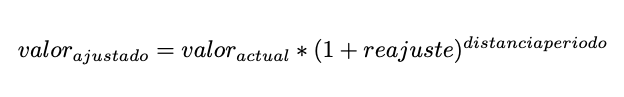 valor_ajustado = valor_actual * (1 + reajuste)^distanciaperiodo